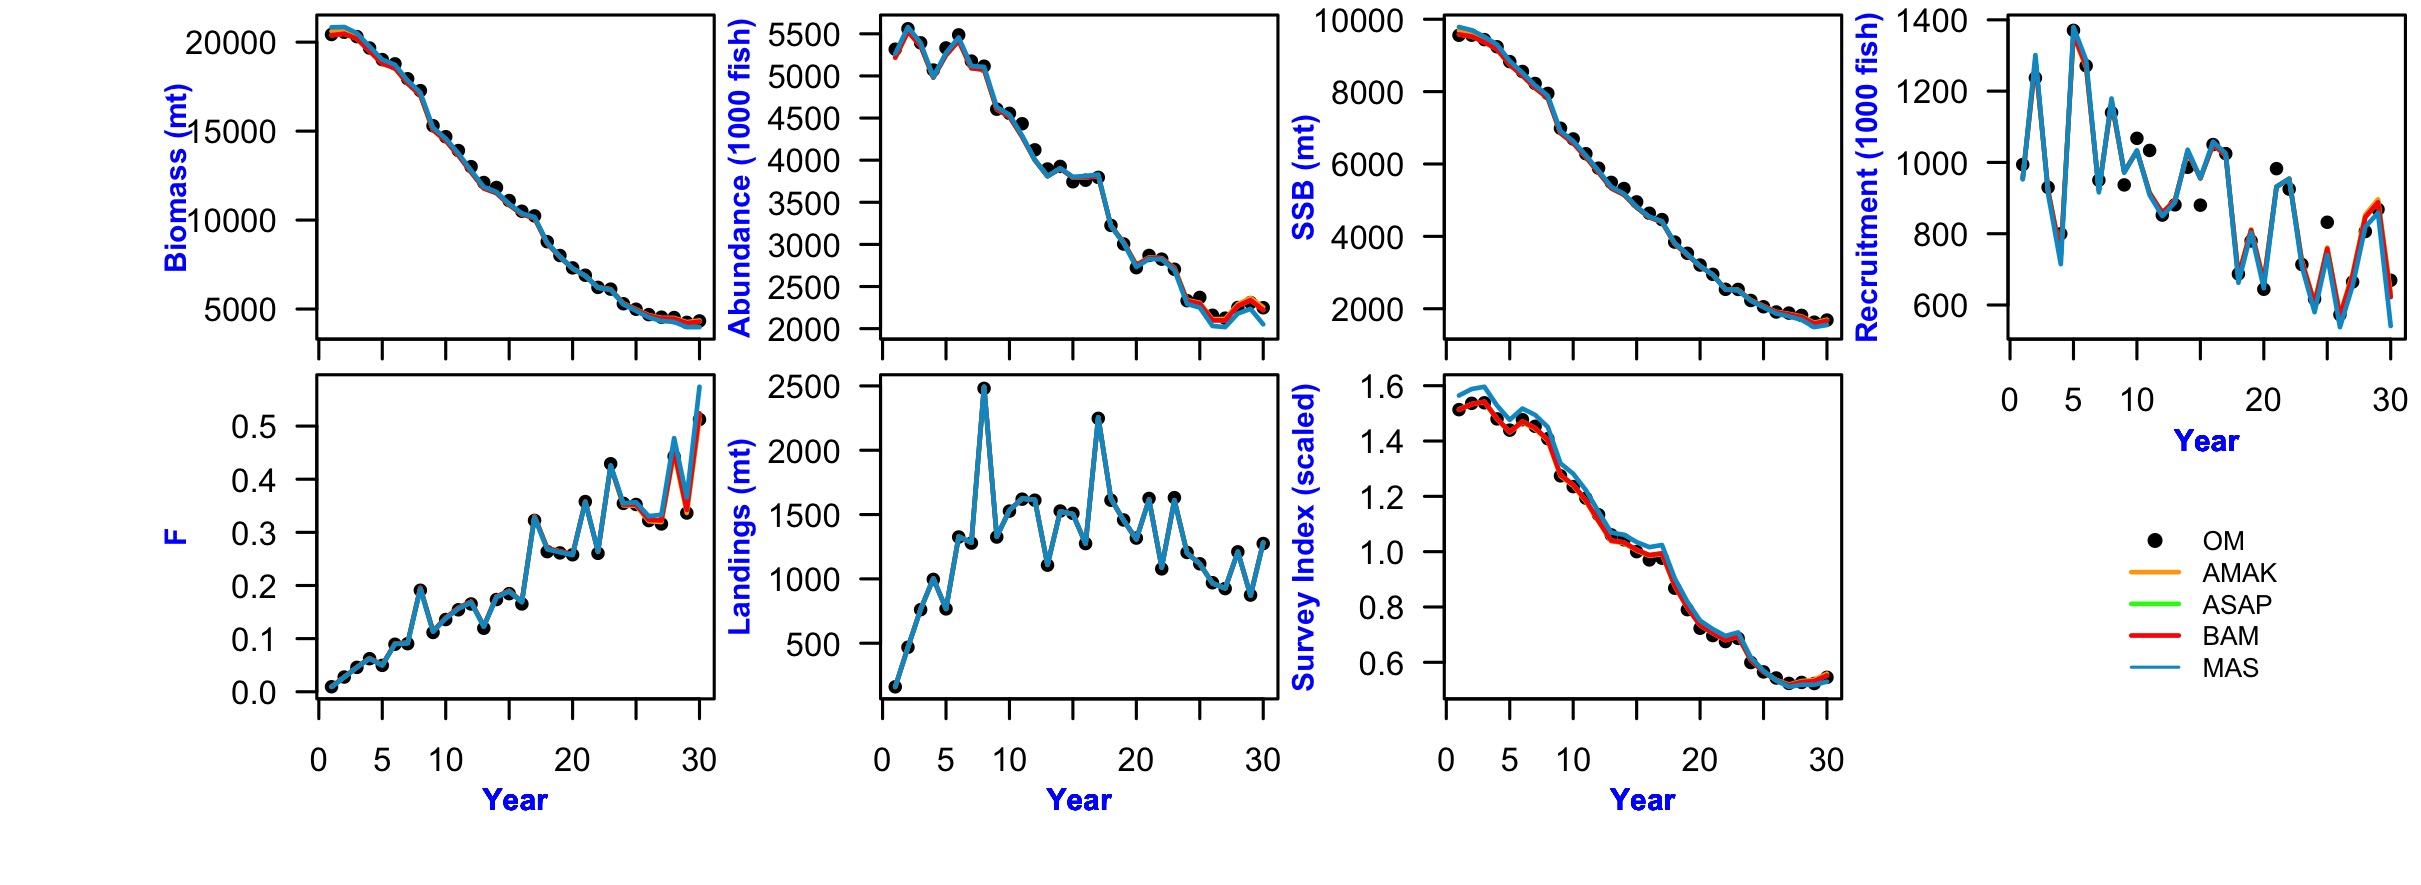 Biomass (mt)
20000
15000
10000
5000
Abundance (1000 fish)
5500
5000
4500
4000
3500
3000
2500
2000
SSB (mt)
10000
8000
6000
4000
2000
Recruitment (1000 fish)
1400
1200
1000
800
600
0 5 10 20 30
Year
F
0.5
0.4
0.3
0.2
0.1
0.0
0 5 10 20 30
Year
Landings (mt)
2500
2000
1500
1000
500
0 5 10 20 30
Year
Survey Index (scaled)
1.6
1.4
1.2
1.0
0.8
0.6
0 5 10 20 30
Year
OM
AMAK
ASAP
BAM
MAS